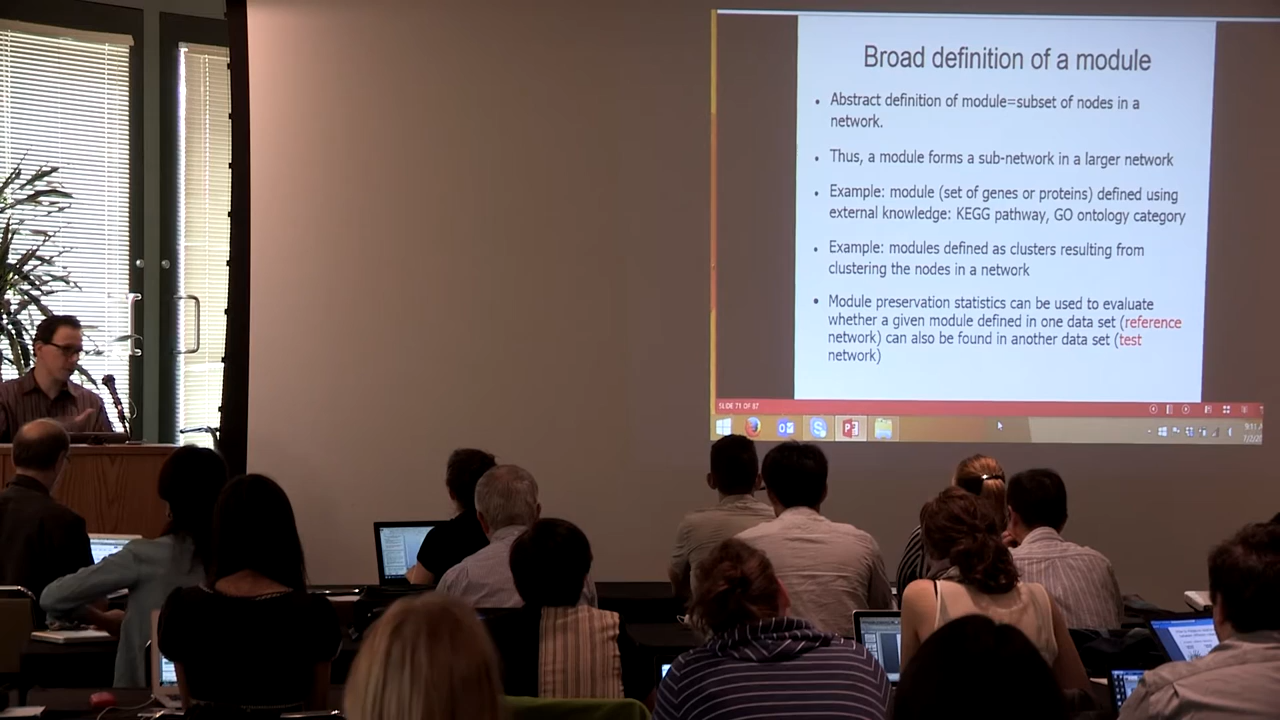 Broad definition of a module
• Abstract definition of module=subset of nodes in a
network.
• Thus, a module forms a sub-network in a larger network
• Example: module (set of genes or proteins) defined using
external knowledge: KEGG pathway, GO ontology category
• Example: modules defined as clusters resulting from
clustering the nodes in a network
• Module preservation statistics can be used to evaluate
whether a given module defined in one data set (reference
network) can also be found in another data set (test
network)
SLIDE 71 OF 87